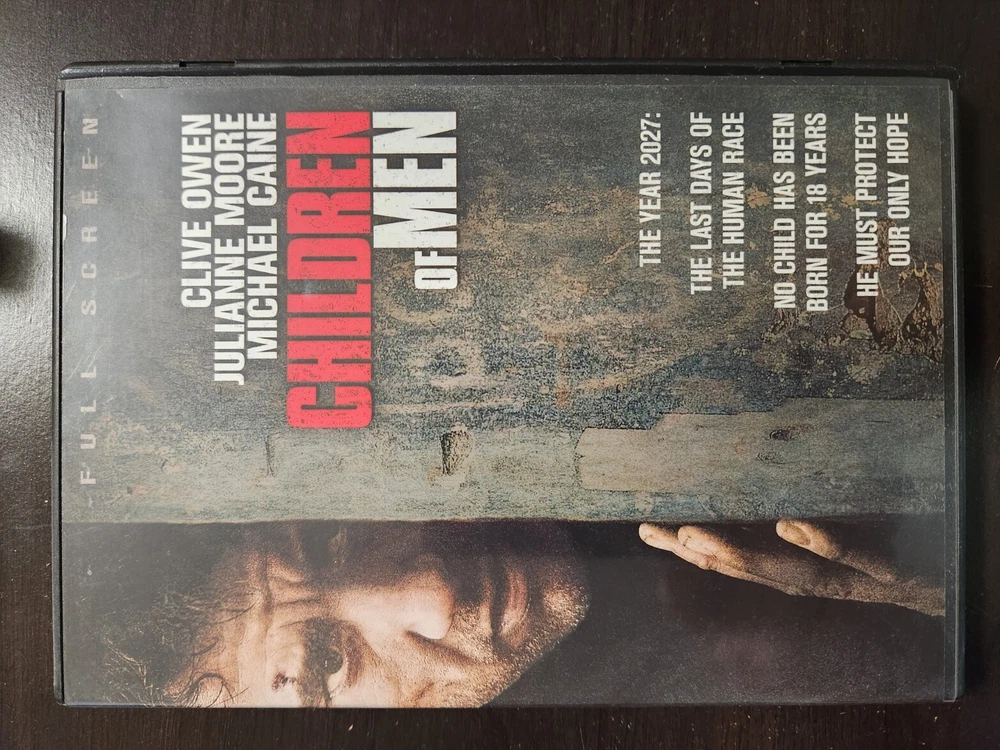 FULL SCREEN
CLIVE OWEN
JULIANNE MOORE
MICHAEL CAINE
CHILDREN
OF MEN
THE YEAR 2027:
THE LAST DAYS OF
THE HUMAN RACE
NO CHILD HAS BEEN
BORN FOR 18 YEARS
HE MUST PROTECT
OUR ONLY HOPE